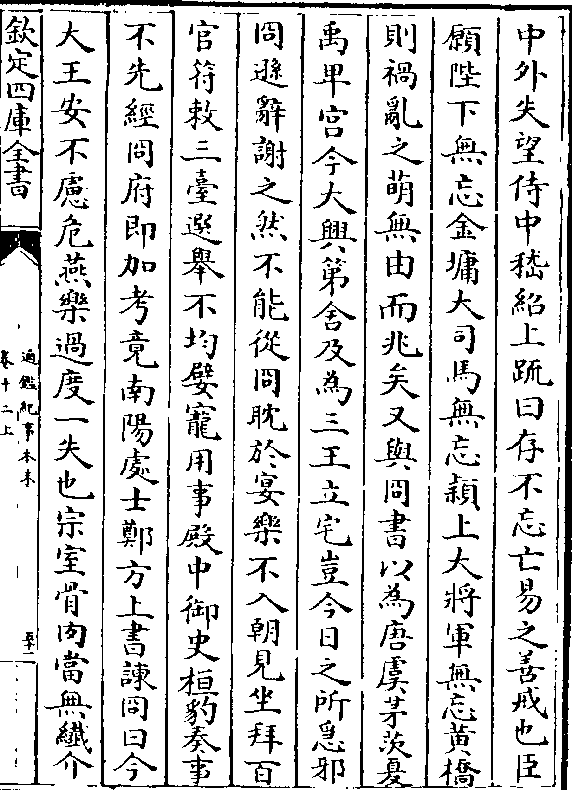 中外失望侍中嵇紹上疏曰存不忘亡易之善戒也臣
願陛下無忘金墉大司馬無忘潁上大將軍無忘黄橋
則禍亂之萌無由而兆矣又與冏書以為唐虞茅茨夏
禹卑宫今大興第舍及為三王立宅豈今日之所急邪
冏遜辭謝之然不能從冏耽於宴樂不入朝見坐拜百
官符敕三臺選舉不均嬖寵用事殿中御史桓豹奏事
不先經冏府即加考竟南陽處士鄭方上書諫冏曰今
大王安不慮危燕樂過度一失也宗室骨肉當無纎介
欽定四庫全書
通鑑紀事本末
卷十二上